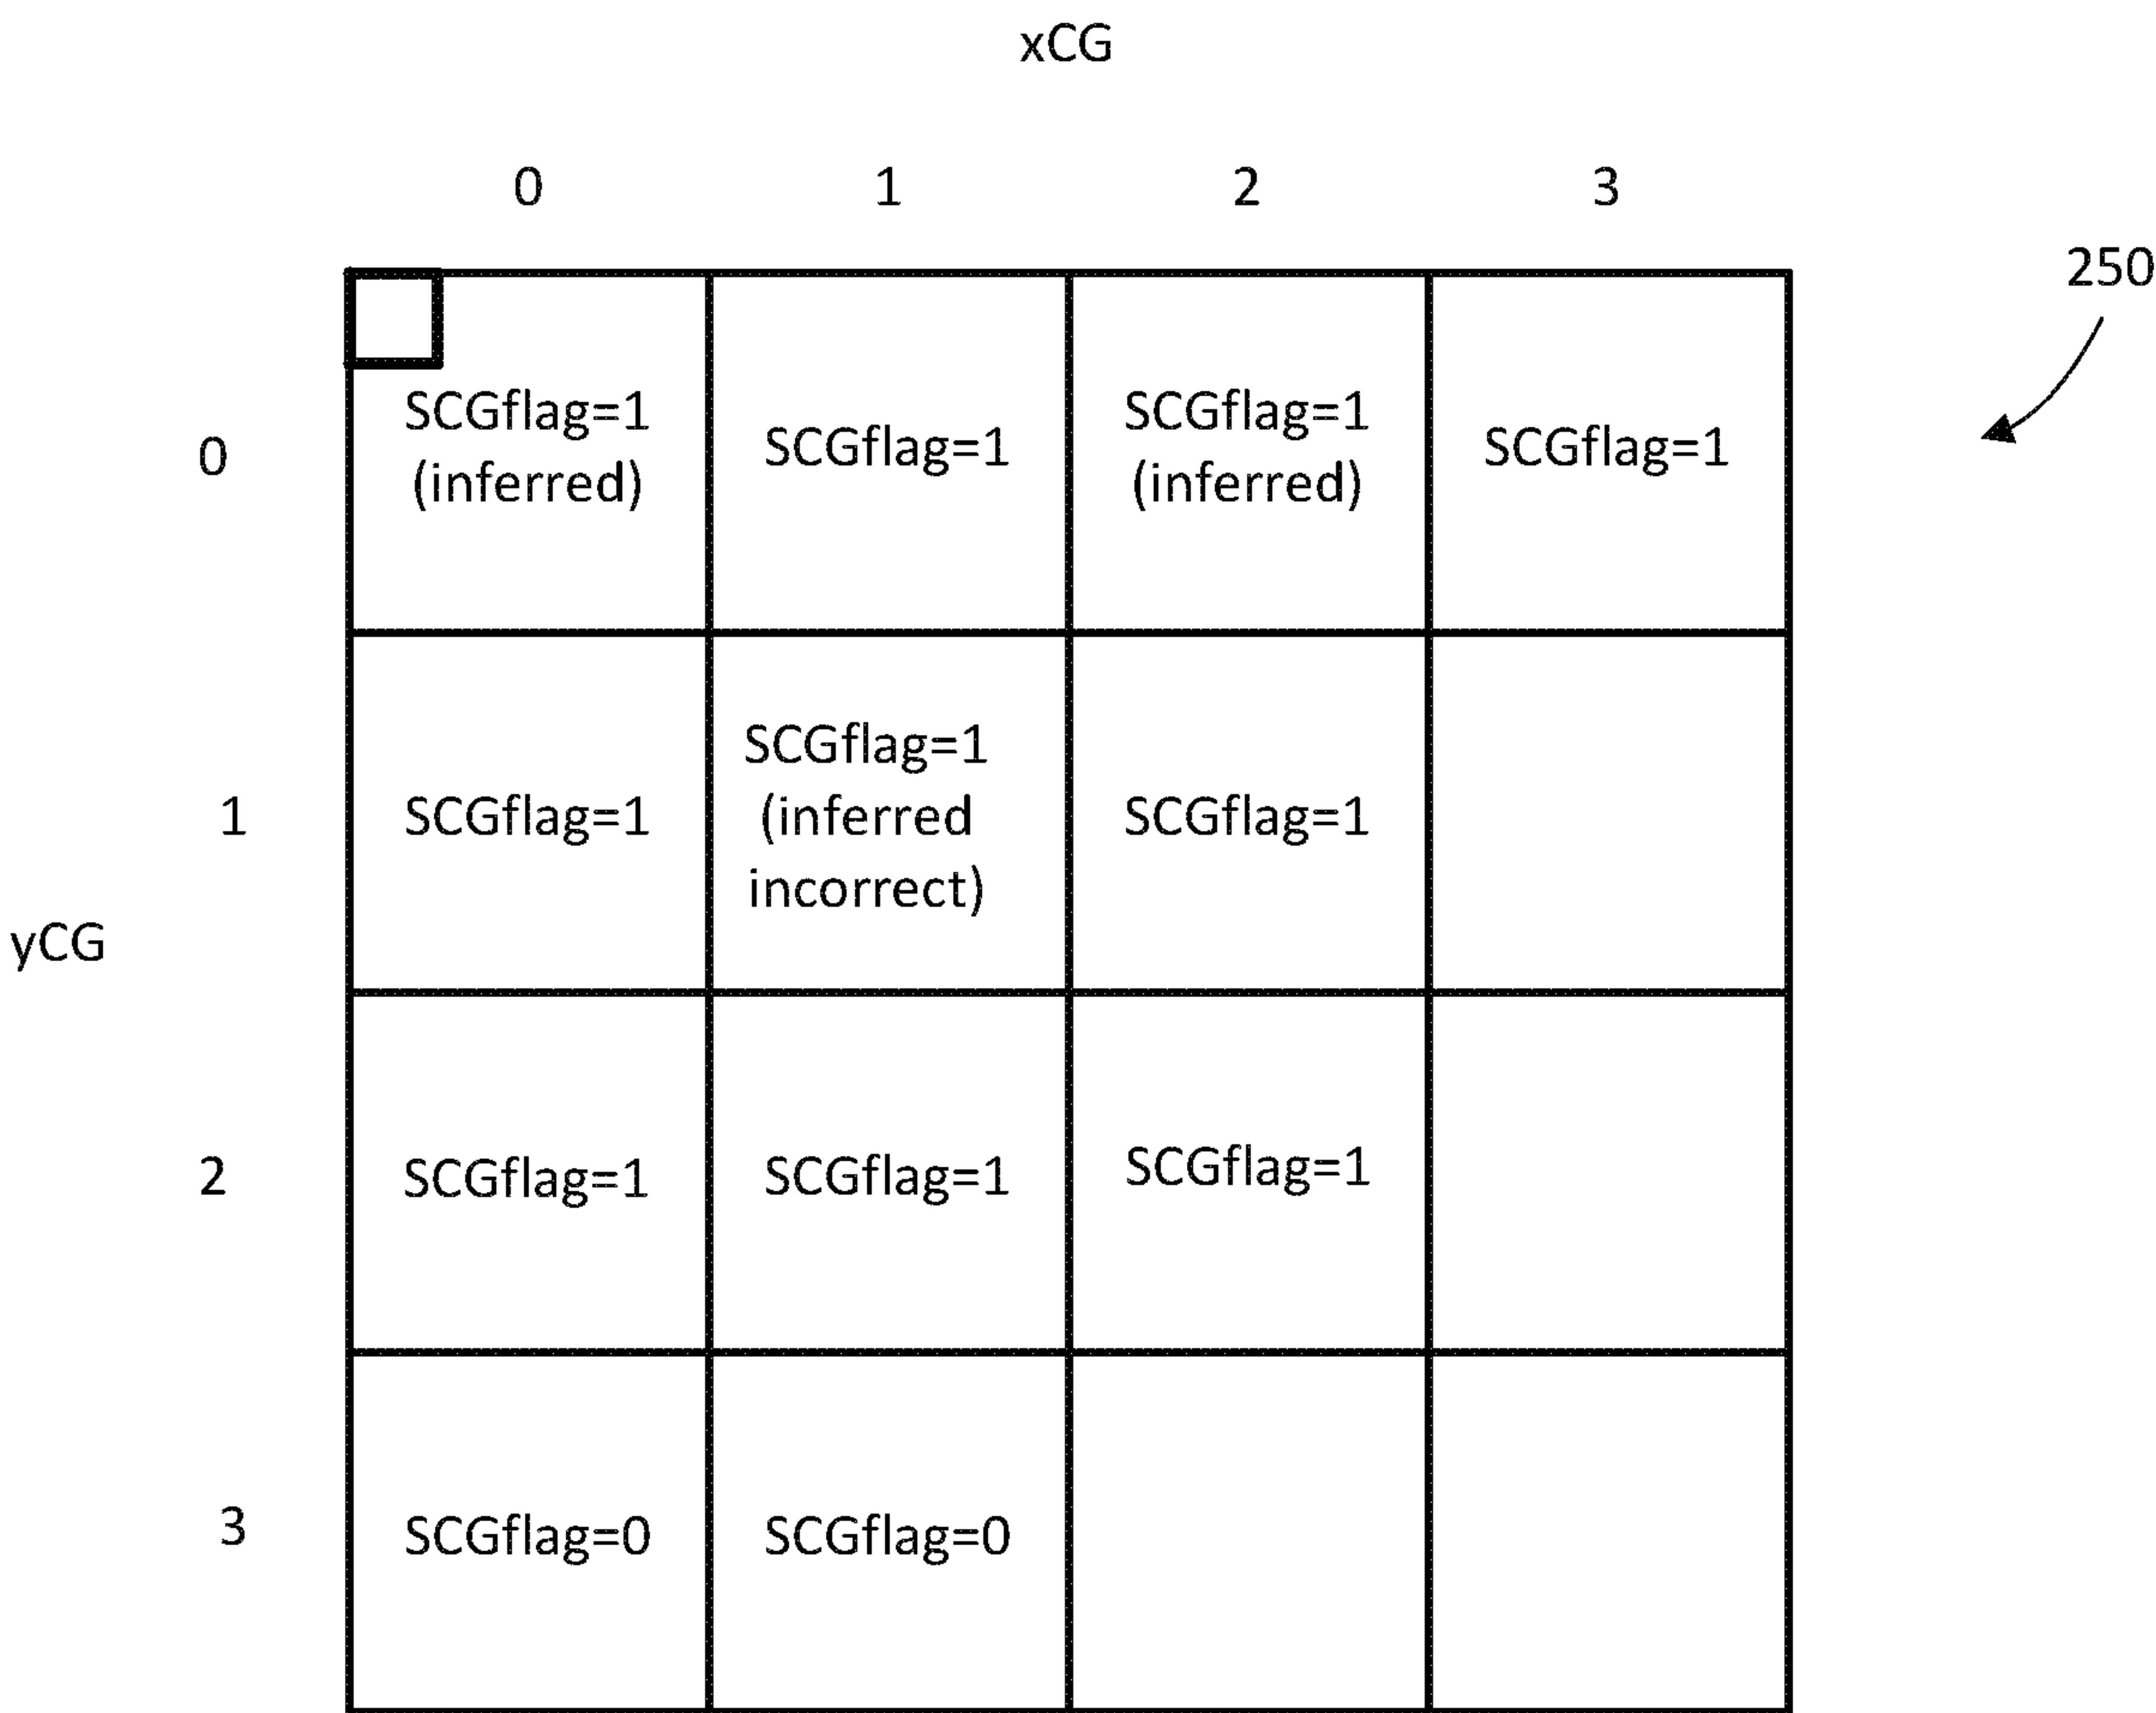 xCG
0 1 2 3
250
0
SCGflag=1
(inferred)
SCGflag=1
SCGflag=1
(inferred)
SCGflag=1
1
SCGflag=1
SCGflag=1
(inferred
incorrect)
SCGflag=1
yCG
2
SCGflag=1
SCGflag=1
SCGflag=1
3
SCGflag=0
SCGflag=0